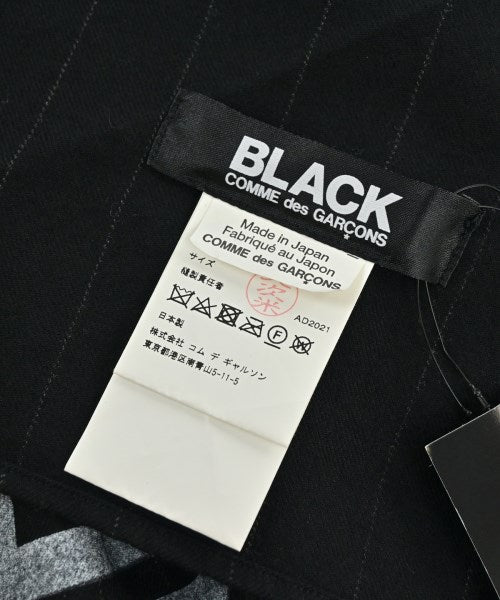 BLACK
COMME des GARÇONS
Made in Japan
Fabriqué au Japon
COMME des GARÇONS
サイズ
縫製責任者
AD2021
日本製
株式会社 コム デ ギャルソン
東京都港区南青山5-11-5